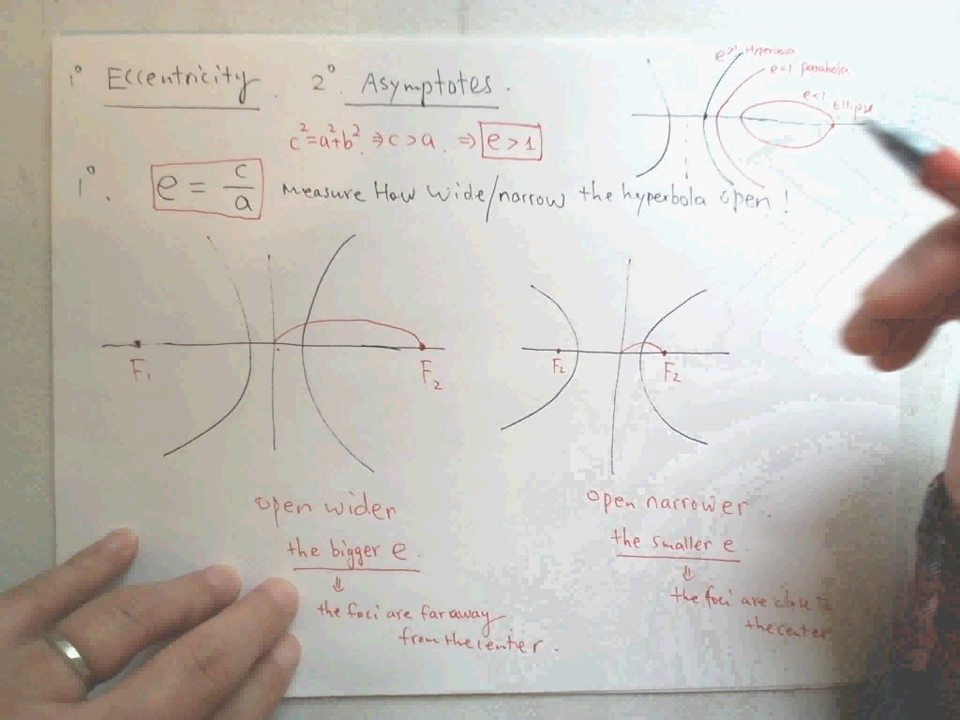 1° Eccentricity. 2° Asymptotes.
c²=a²+b² ⇒ c>a. ⇒ e>1
e>1 Hyperbola
e=1 parabola
e<1 Ellipse
1°. e = c/a Measure How wide/narrow the hyperbola open!
F₁ F₂
F₂ F₂
open wider
the bigger e.
⇓
the foci are far away
from the center.
open narrower.
the smaller e.
⇓
the foci are close to
the center